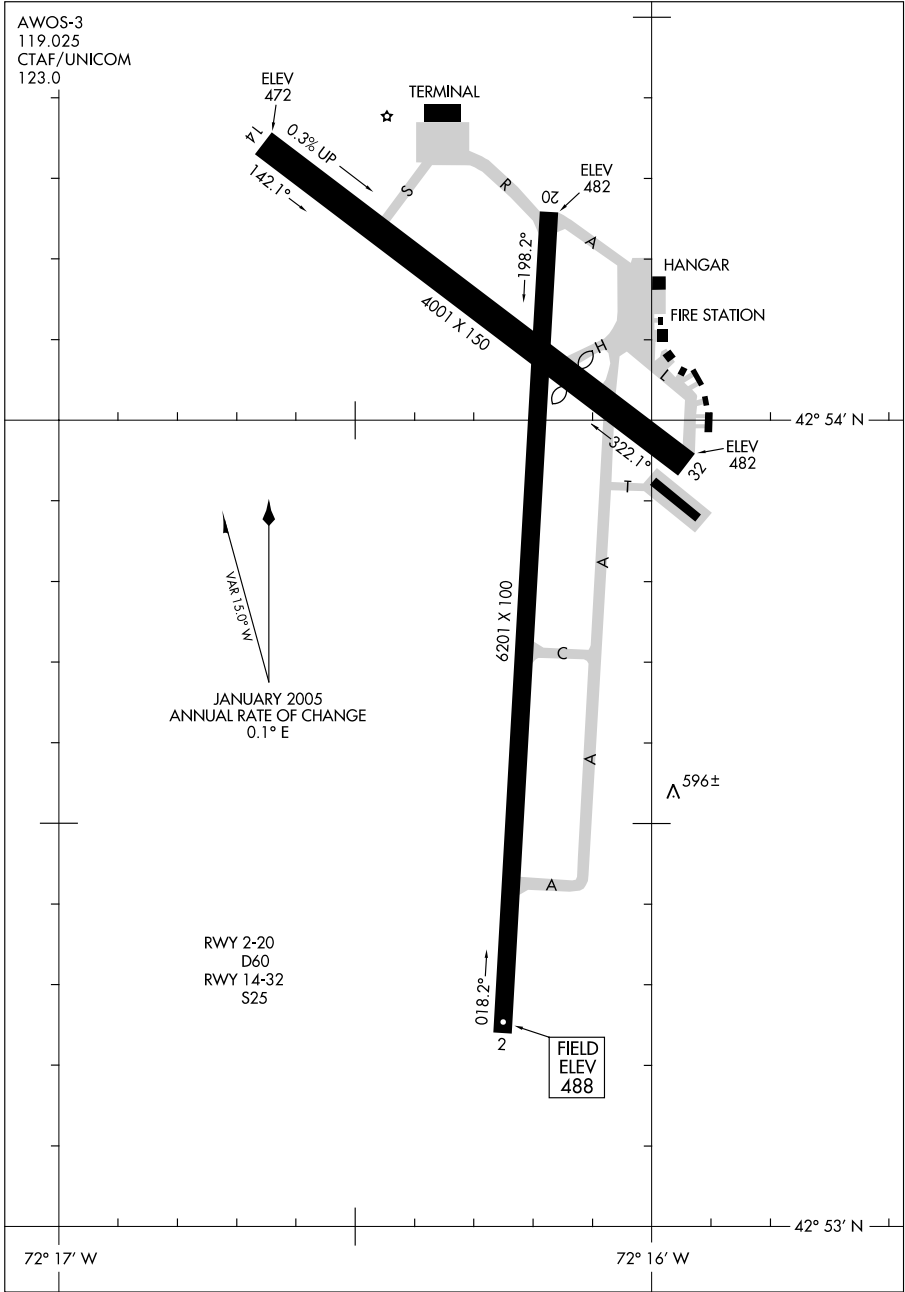 AWOS-3
119.025
CTAF/UNICOM
123.0
ELEV
472
TERMINAL
14
0.3% UP
142.1°
S
R
ELEV
482
20
A
198.2°
HANGAR
4001 X 150
FIRE STATION
H
L
42° 54' N
322.1°
ELEV
482
32
T
VAR 15.0° W
A
6201 X 100
C
JANUARY 2005
ANNUAL RATE OF CHANGE
0.1° E
A
596±
A
RWY 2-20
D60
RWY 14-32
S25
018.2°
2
FIELD
ELEV
488
42° 53' N
72° 17' W
72° 16' W